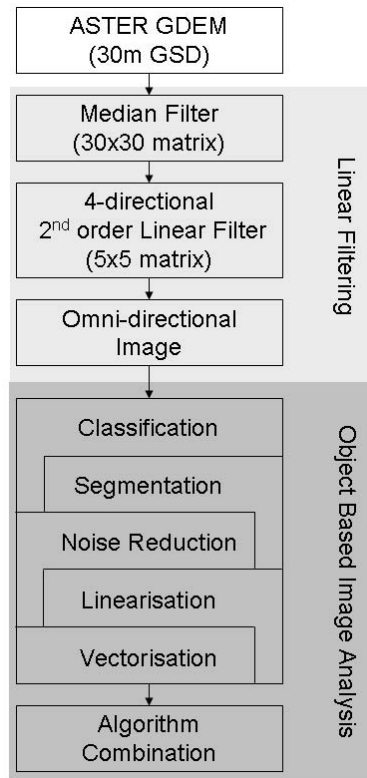 ASTER GDEM
(30m GSD)
Median Filter
(30x30 matrix)
4-directional
2nd order Linear Filter
(5x5 matrix)
Omni-directional
Image
Linear Filtering
Classification
Segmentation
Noise Reduction
Linearisation
Vectorisation
Algorithm
Combination
Object Based Image Analysis